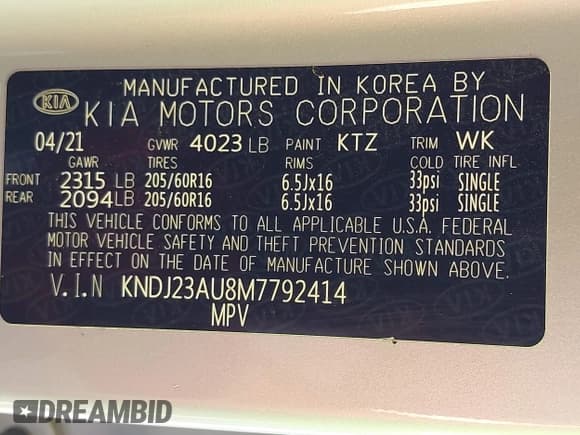 KIA MANUFACTURED IN KOREA BY
KIA MOTORS CORPORATION
04/21 GVWR 4023 LB PAINT KTZ TRIM WK
GAWR TIRES RIMS COLD TIRE INFL
FRONT 2315 LB 205/60R16 6.5Jx16 33psi SINGLE
REAR 2094 LB 205/60R16 6.5Jx16 33psi SINGLE
THIS VEHICLE CONFORMS TO ALL APPLICABLE U.S.A. FEDERAL
MOTOR VEHICLE SAFETY AND THEFT PREVENTION STANDARDS
IN EFFECT ON THE DATE OF MANUFACTURE SHOWN ABOVE.
V.I.N KNDJ23AU8M7792414
MPV
DREAMBID